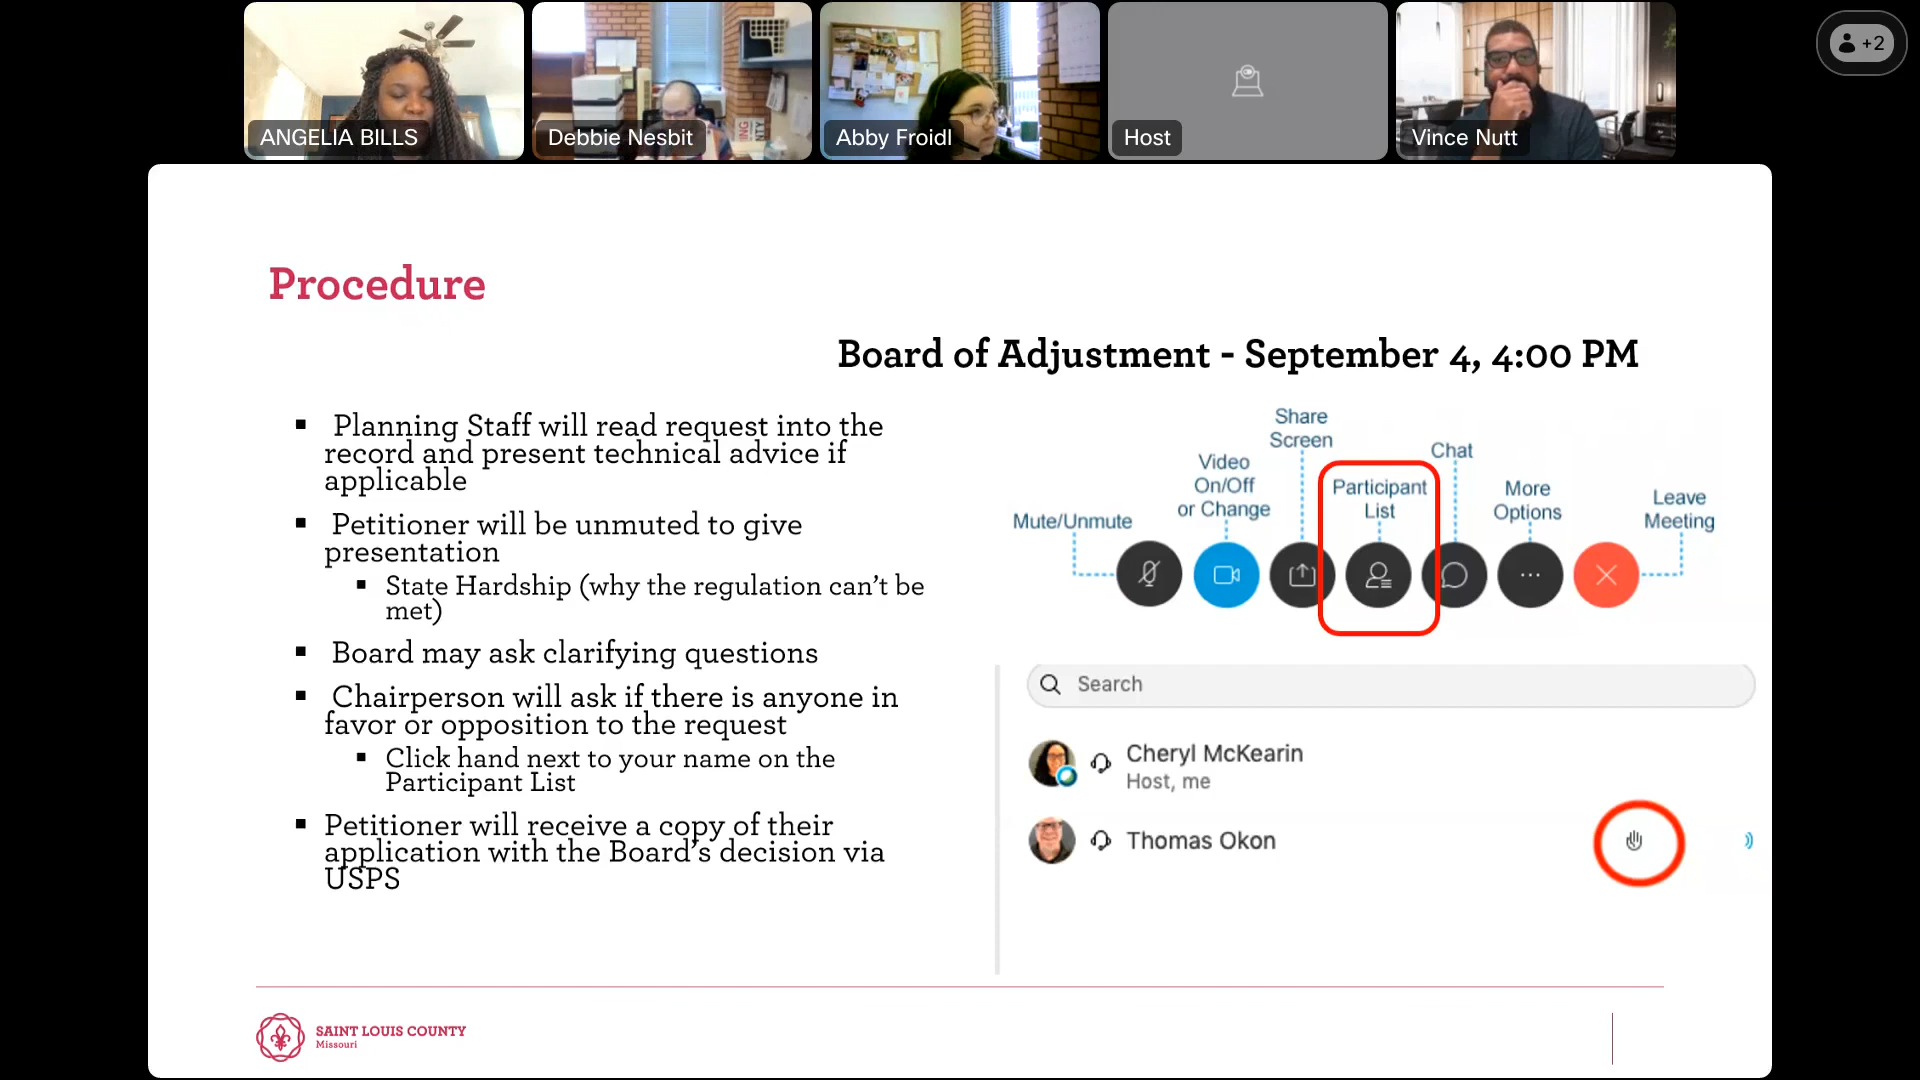 ANGELIA BILLS
Debbie Nesbit
Abby Froidl
Host
Vince Nutt
+2
Procedure
Board of Adjustment - September 4, 4:00 PM
▪ Planning Staff will read request into the
record and present technical advice if
applicable
▪ Petitioner will be unmuted to give
presentation
▪ State Hardship (why the regulation can't be
met)
▪ Board may ask clarifying questions
▪ Chairperson will ask if there is anyone in
favor or opposition to the request
▪ Click hand next to your name on the
Participant List
▪ Petitioner will receive a copy of their
application with the Board's decision via
USPS
Mute/Unmute
Video
On/Off
or Change
Share
Screen
Participant
List
Chat
More
Options
Leave
Meeting
Search
Cheryl McKearin
Host, me
Thomas Okon
SAINT LOUIS COUNTY
Missouri